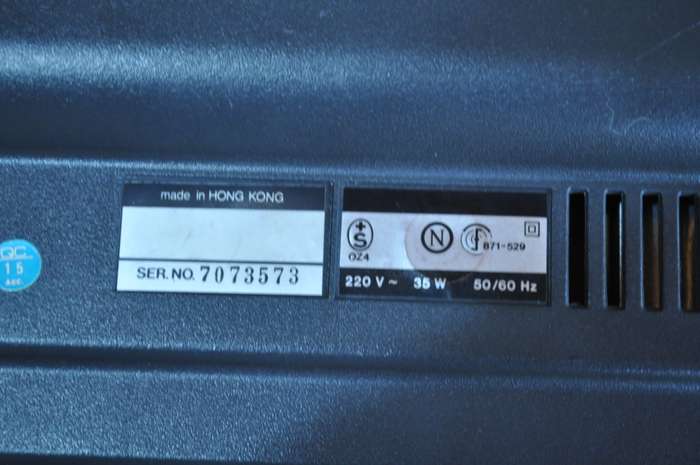 made in HONG KONG
SER. NO. 7073573
S
OZ4
N
F
871-529
220 V ~ 35 W 50/60 Hz
QC
15